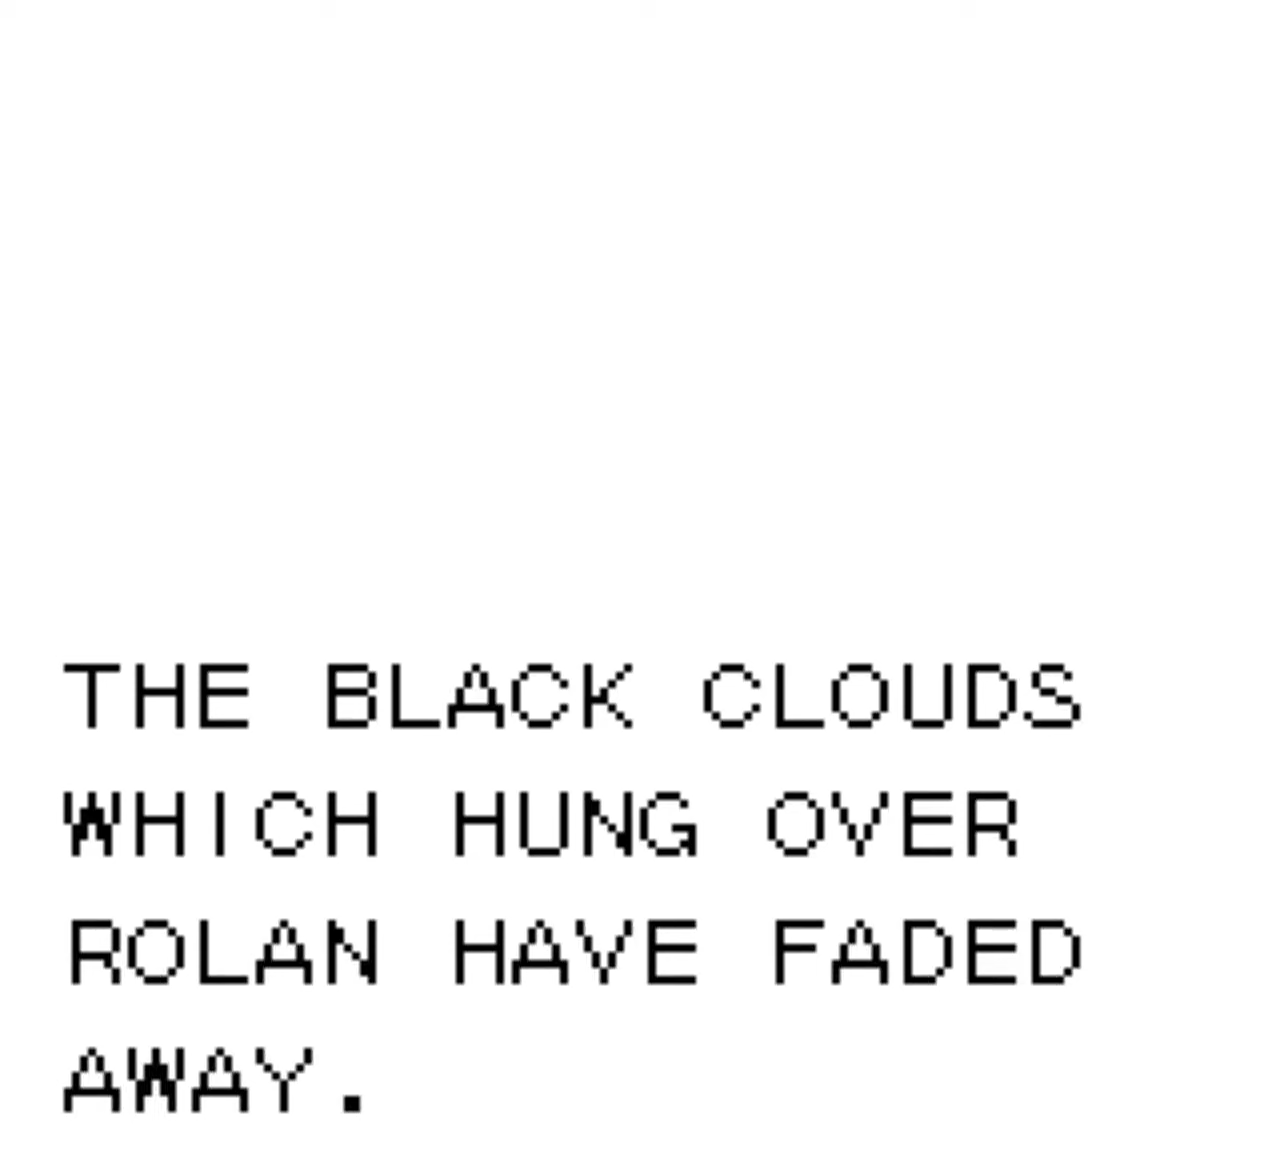 THE BLACK CLOUDS
WHICH HUNG OVER
ROLAN HAVE FADED
AWAY.